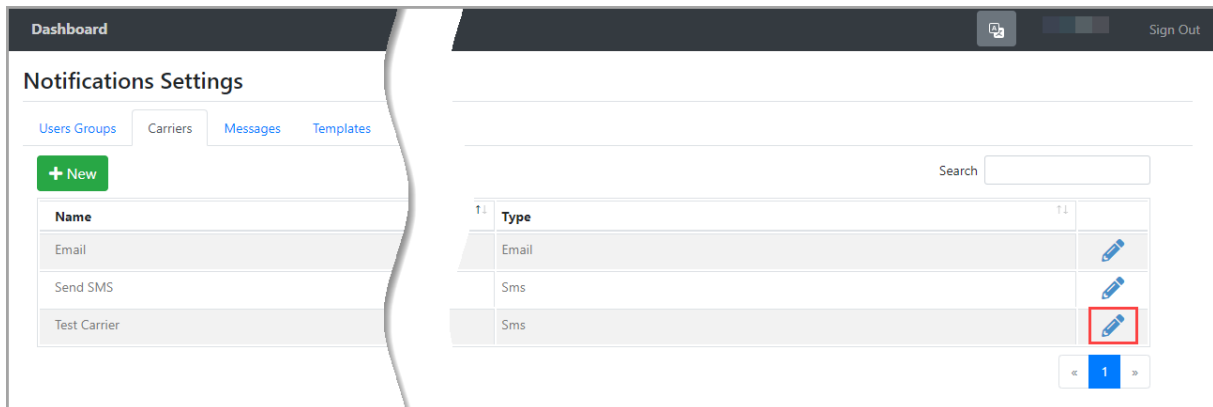 Dashboard Sign Out
Notifications Settings
Users Groups Carriers Messages Templates
+ New Search
Name Type
Email Email
Send SMS Sms
Test Carrier Sms
« 1 »